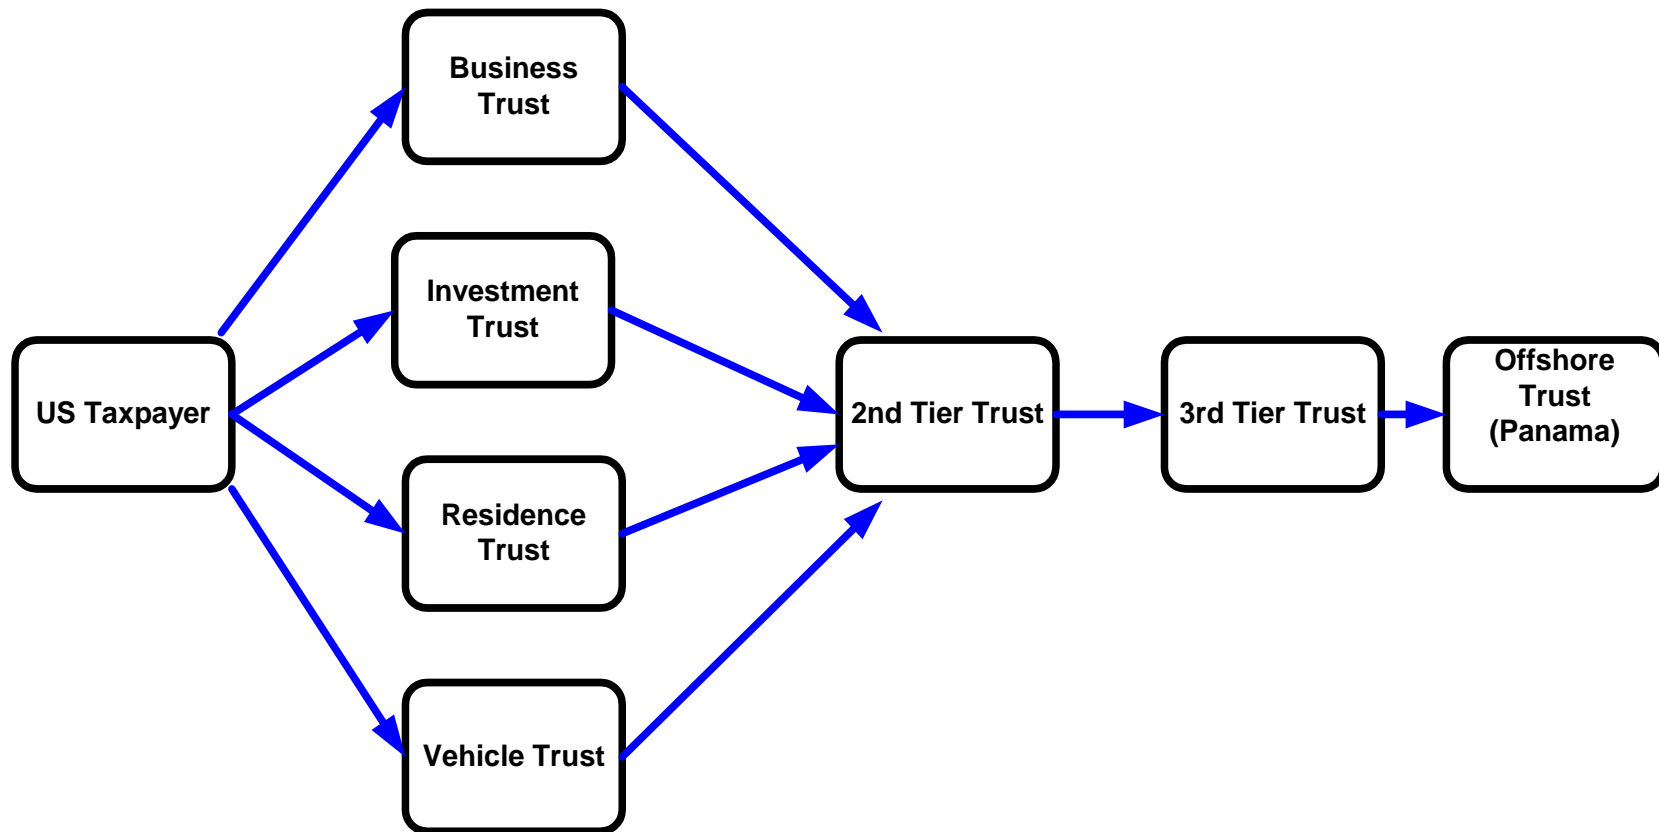 Business
Trust
Investment
Trust
US Taxpayer
2nd Tier Trust
3rd Tier Trust
Offshore
Trust
(Panama)
Residence
Trust
Vehicle Trust